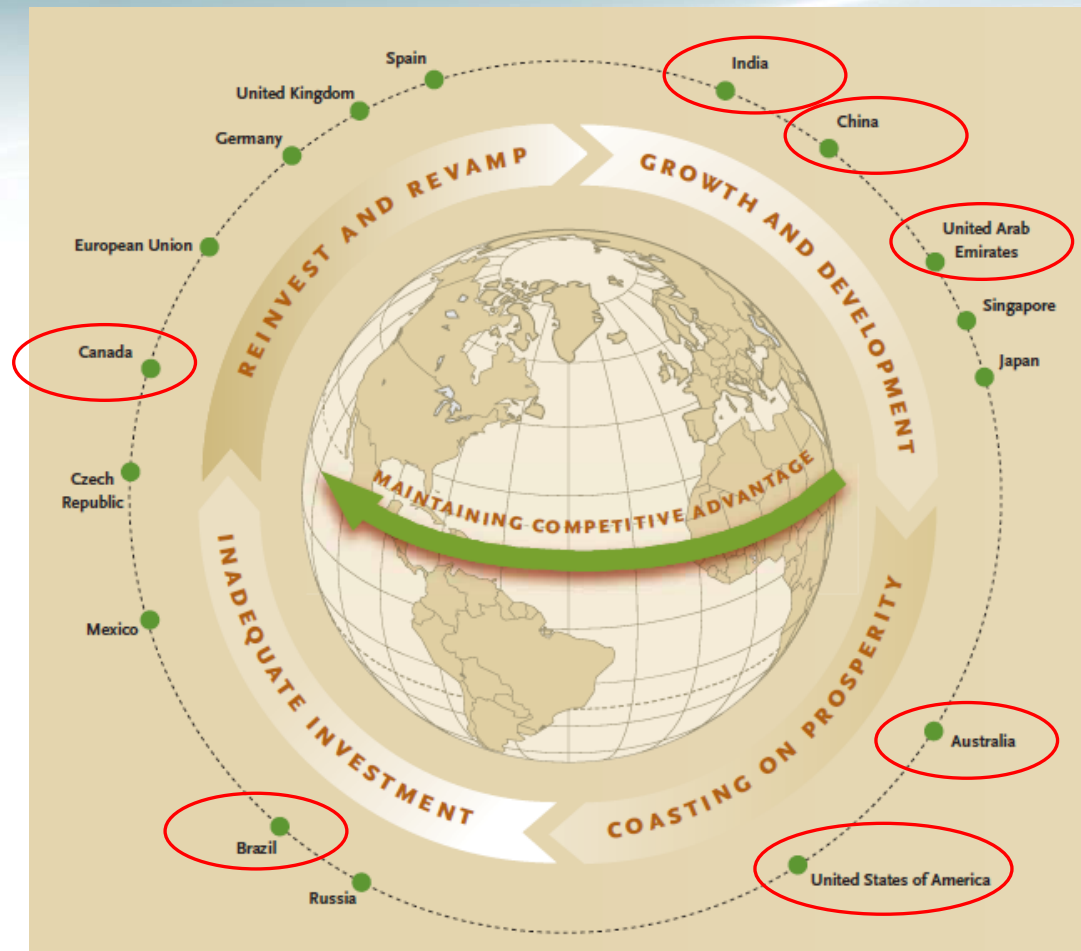 Spain
India
United Kingdom
China
Germany
REINVEST AND REVAMP
GROWTH AND DEVELOPMENT
European Union
United Arab
Emirates
Singapore
Canada
Japan
MAINTAINING COMPETITIVE ADVANTAGE
Czech
Republic
Mexico
INADEQUATE INVESTMENT
COASTING ON PROSPERITY
Australia
Brazil
United States of America
Russia